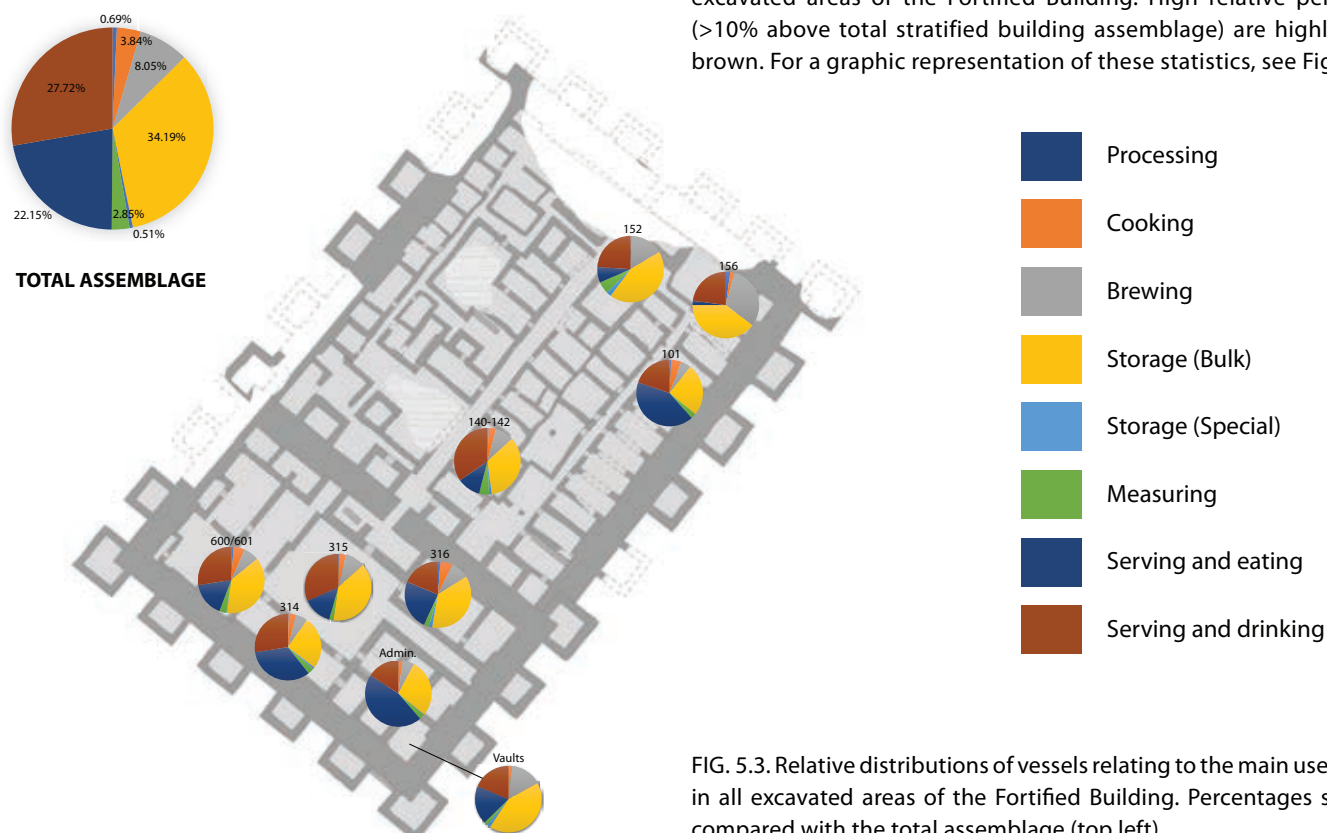 excavated areas of the Fortified Building. High relative per
(>10% above total stratified building assemblage) are highl
brown. For a graphic representation of these statistics, see Fig
0.69%
3.84%
8.05%
27.72%
34.19%
22.15%
2.85%
0.51%
TOTAL ASSEMBLAGE
152
156
101
140-142
600/601
315
316
314
Admin.
Vaults
Processing
Cooking
Brewing
Storage (Bulk)
Storage (Special)
Measuring
Serving and eating
Serving and drinking
FIG. 5.3. Relative distributions of vessels relating to the main use
in all excavated areas of the Fortified Building. Percentages s
compared with the total assemblage (top left)